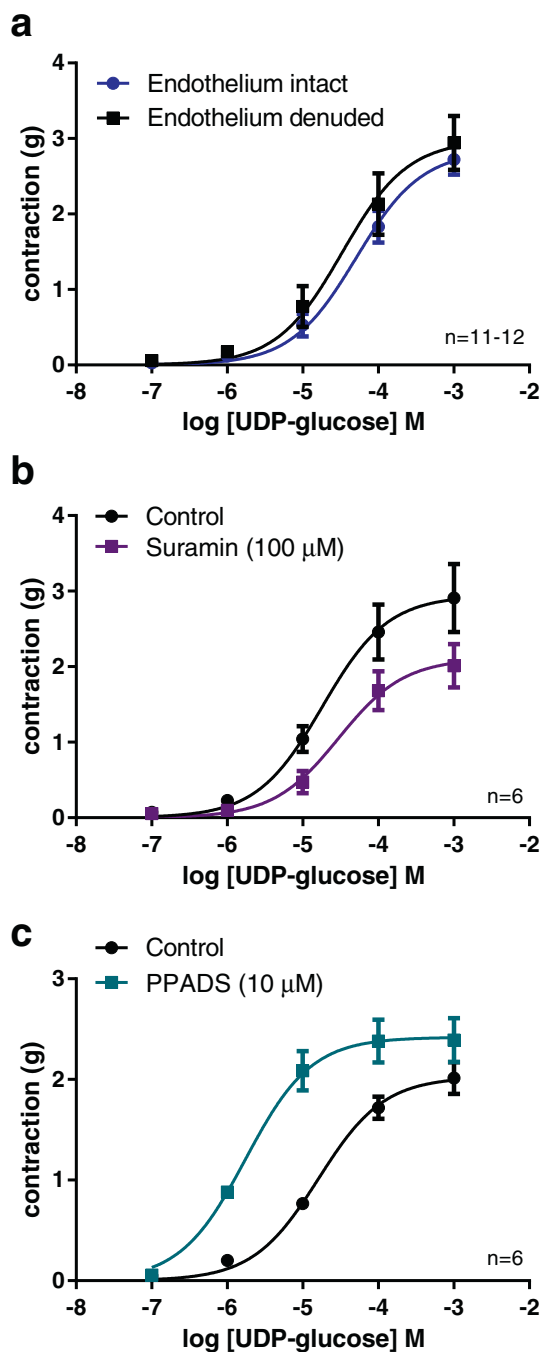 a
4
Endothelium intact
Endothelium denuded
3
2
1
0
contraction (g)
n=11-12
-8 -7 -6 -5 -4 -3 -2
log [UDP-glucose] M
b
4
Control
Suramin (100 μM)
3
2
1
0
contraction (g)
n=6
-8 -7 -6 -5 -4 -3 -2
log [UDP-glucose] M
c
Control
PPADS (10 μM)
3
2
1
0
contraction (g)
n=6
-8 -7 -6 -5 -4 -3 -2
log [UDP-glucose] M